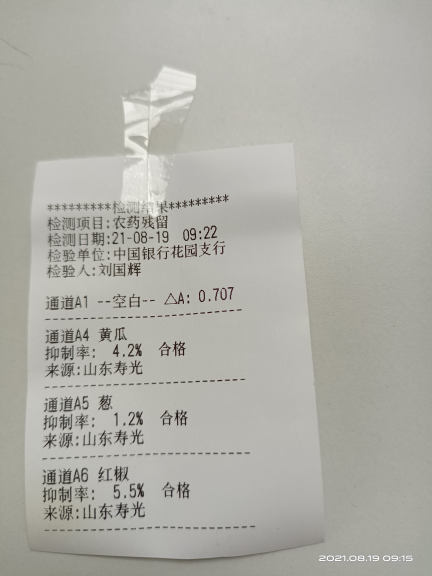 *********检测结果*********
检测项目:农药残留
检测日期:21-08-19 09:22
检验单位:中国银行花园支行
检验人:刘国辉
通道A1 --空白-- △A: 0.707
--------------------------
通道A4 黄瓜
抑制率: 4.2% 合格
来源:山东寿光
--------------------------
通道A5 葱
抑制率: 1.2% 合格
来源:山东寿光
--------------------------
通道A6 红椒
抑制率: 5.5% 合格
来源:山东寿光
--------------------------
2021.08.19 09:15